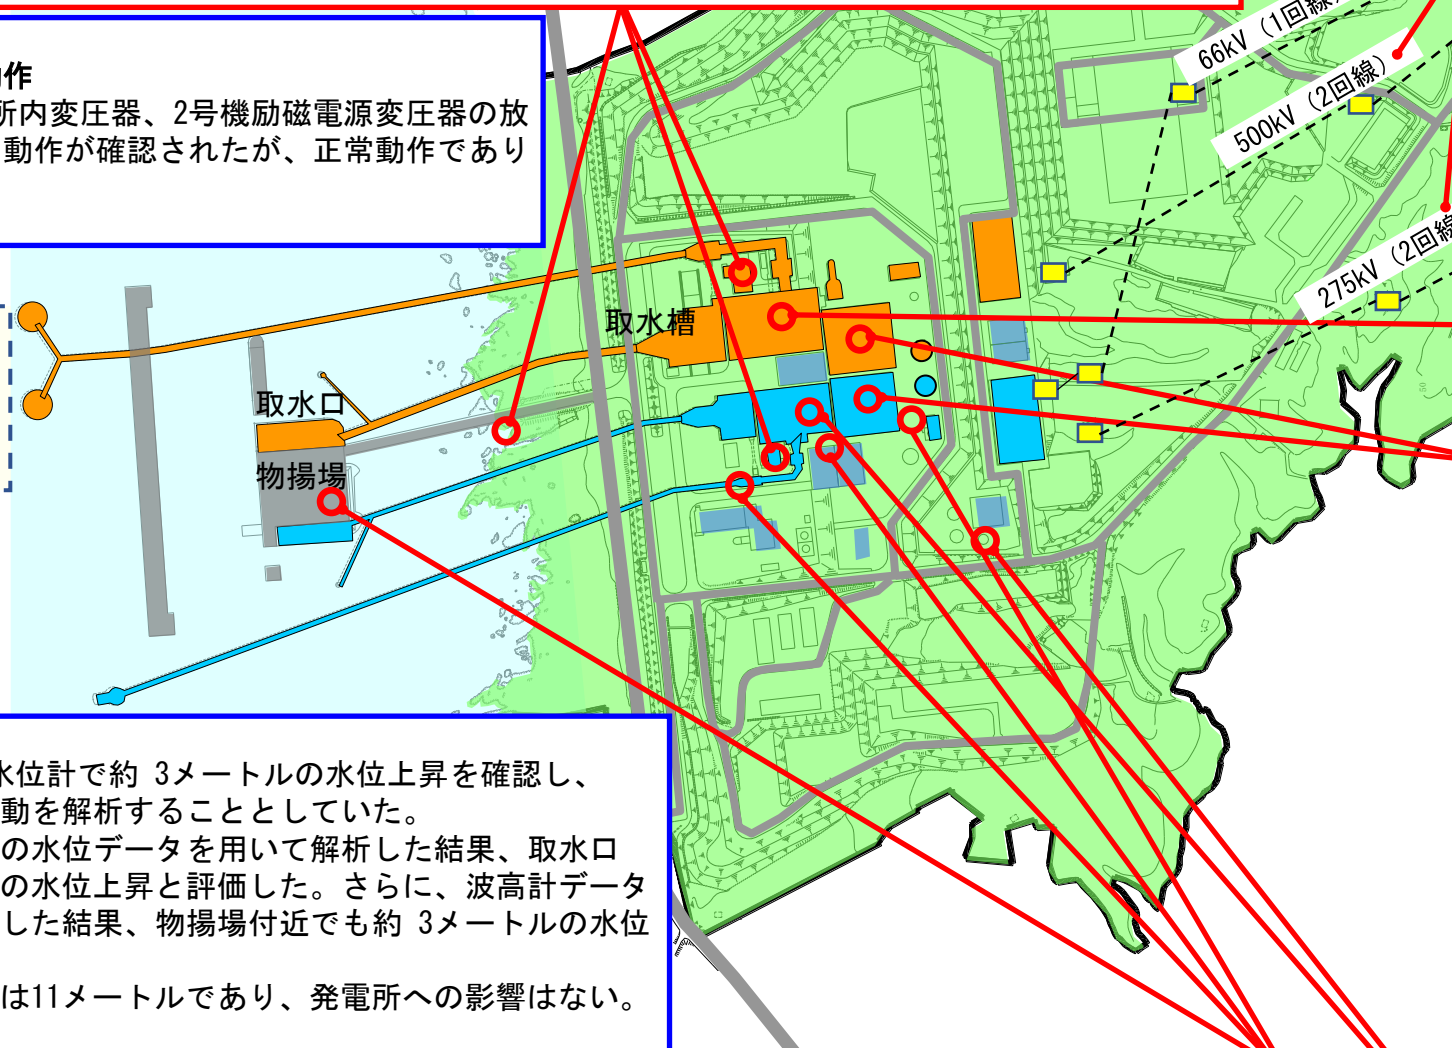 動作
所内変圧器、2号機励磁電源変圧器の放
動作が確認されたが、正常動作であり
66kV（1回線）
500kV（2回線）
275kV（2回線
取水槽
取水口
物揚場
50
水位計で約 3メートルの水位上昇を確認し、
動を解析することとしていた。
の水位データを用いて解析した結果、取水口
の水位上昇と評価した。さらに、波高計データ
した結果、物揚場付近でも約 3メートルの水位
は11メートルであり、発電所への影響はない。